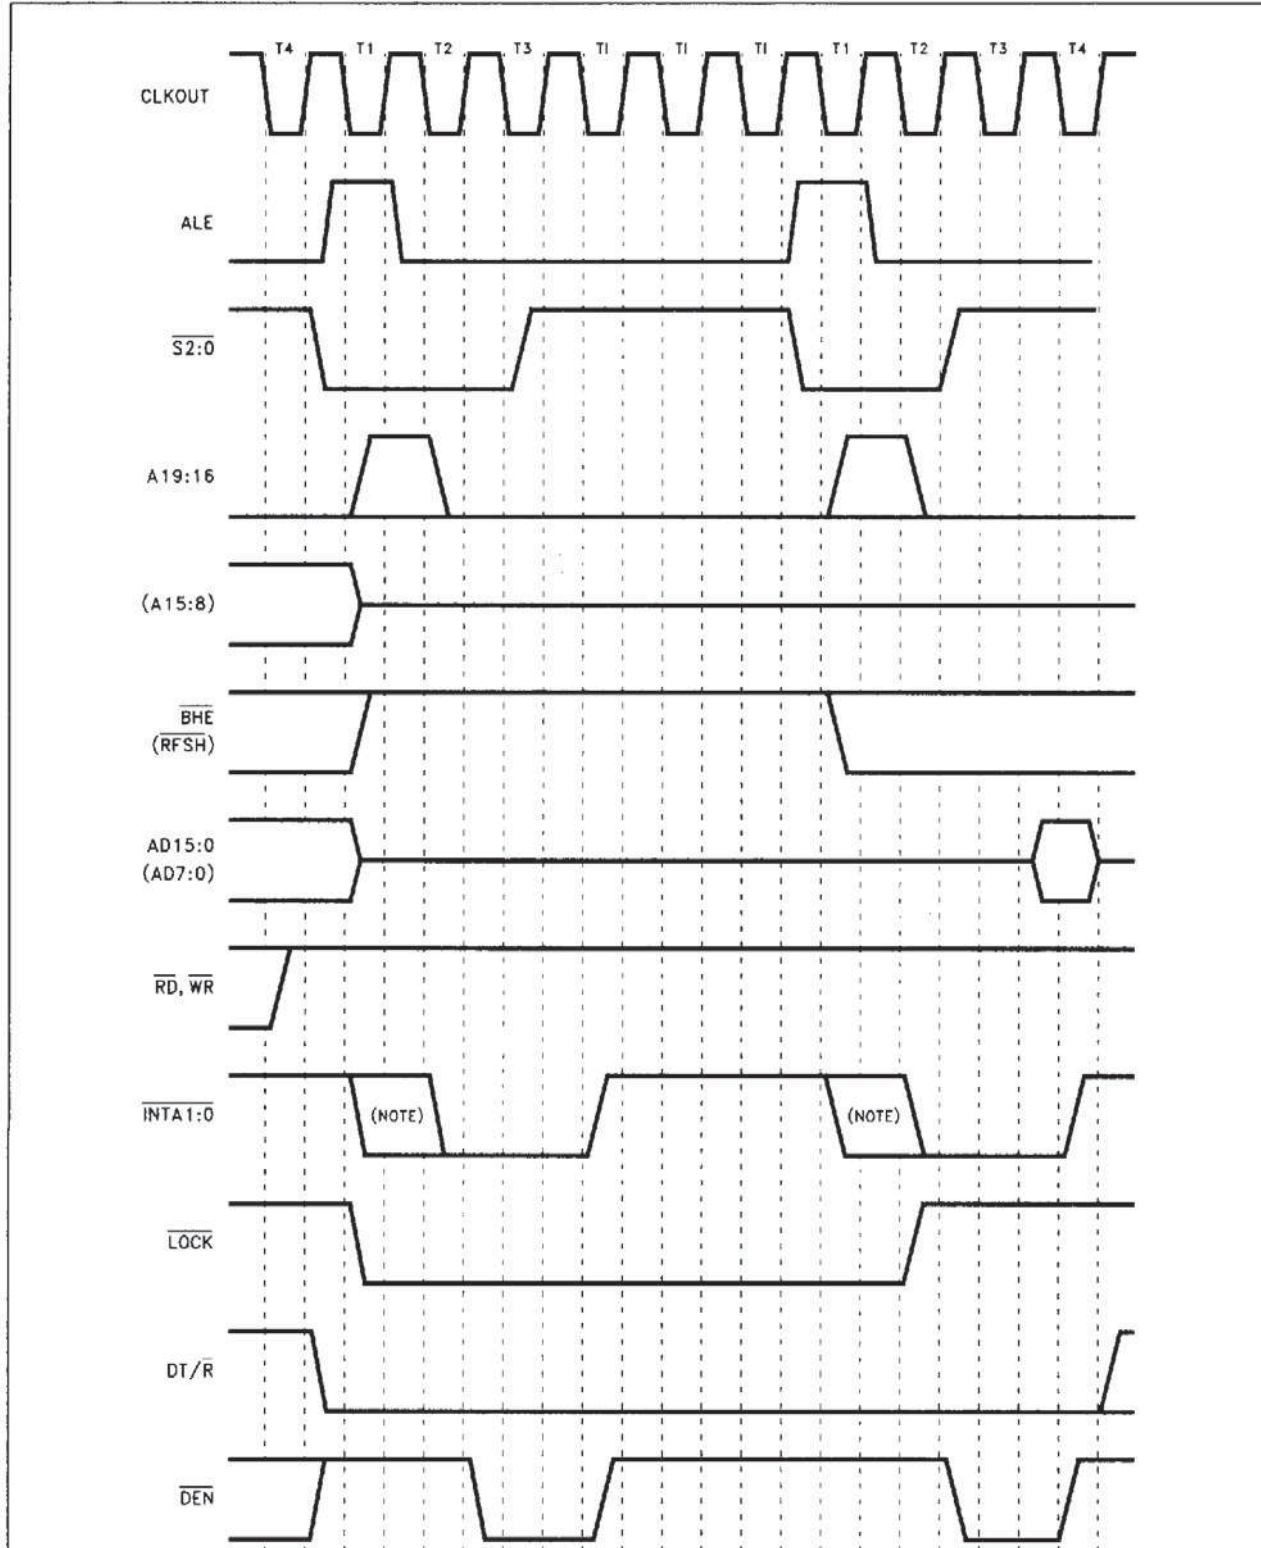 T4 T1 T2 T3 TI TI TI T1 T2 T3 T4
CLKOUT
ALE
S2:0
A19:16
(A15:8)
BHE
(RFSH)
AD15:0
(AD7:0)
RD, WR
INTA1:0
(NOTE) (NOTE)
LOCK
DT/R
DEN